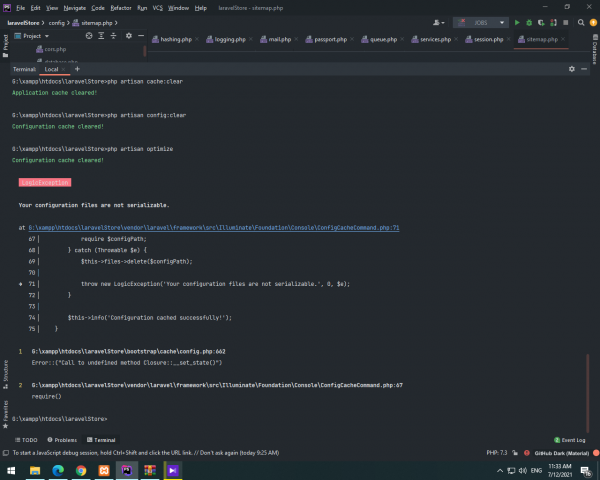 File Edit View Navigate Code Refactor Run VCS Window Help laravelStore - sitemap.php
laravelStore config sitemap.php JOBS
Project hashing.php logging.php mail.php passport.php queue.php services.php session.php sitemap.php
cors.php
database.php
Terminal: Local
G:\xampp\htdocs\laravelStore>php artisan cache:clear
Application cache cleared!
G:\xampp\htdocs\laravelStore>php artisan config:clear
Configuration cache cleared!
G:\xampp\htdocs\laravelStore>php artisan optimize
Configuration cache cleared!
LogicException
Your configuration files are not serializable.
at G:\xampp\htdocs\laravelStore\vendor\laravel\framework\src\Illuminate\Foundation\Console\ConfigCacheCommand.php:71
67| require $configPath;
68| } catch (Throwable $e) {
69| $this->files->delete($configPath);
70|
71| throw new LogicException('Your configuration files are not serializable.', 0, $e);
72| }
73|
74| $this->info('Configuration cached successfully!');
75| }
1 G:\xampp\htdocs\laravelStore\bootstrap\cache\config.php:662
Error::("Call to undefined method Closure::__set_state()")
2 G:\xampp\htdocs\laravelStore\vendor\laravel\framework\src\Illuminate\Foundation\Console\ConfigCacheCommand.php:67
require()
G:\xampp\htdocs\laravelStore>
Project
Database
Structure
Favorites
TODO Problems Terminal Event Log
To start a JavaScript debug session, hold Ctrl+Shift and click the URL link. // Don't ask again (today 9:25 AM) PHP: 7.3 GitHub Dark (Material)
ENG 11:33 AM
7/12/2021